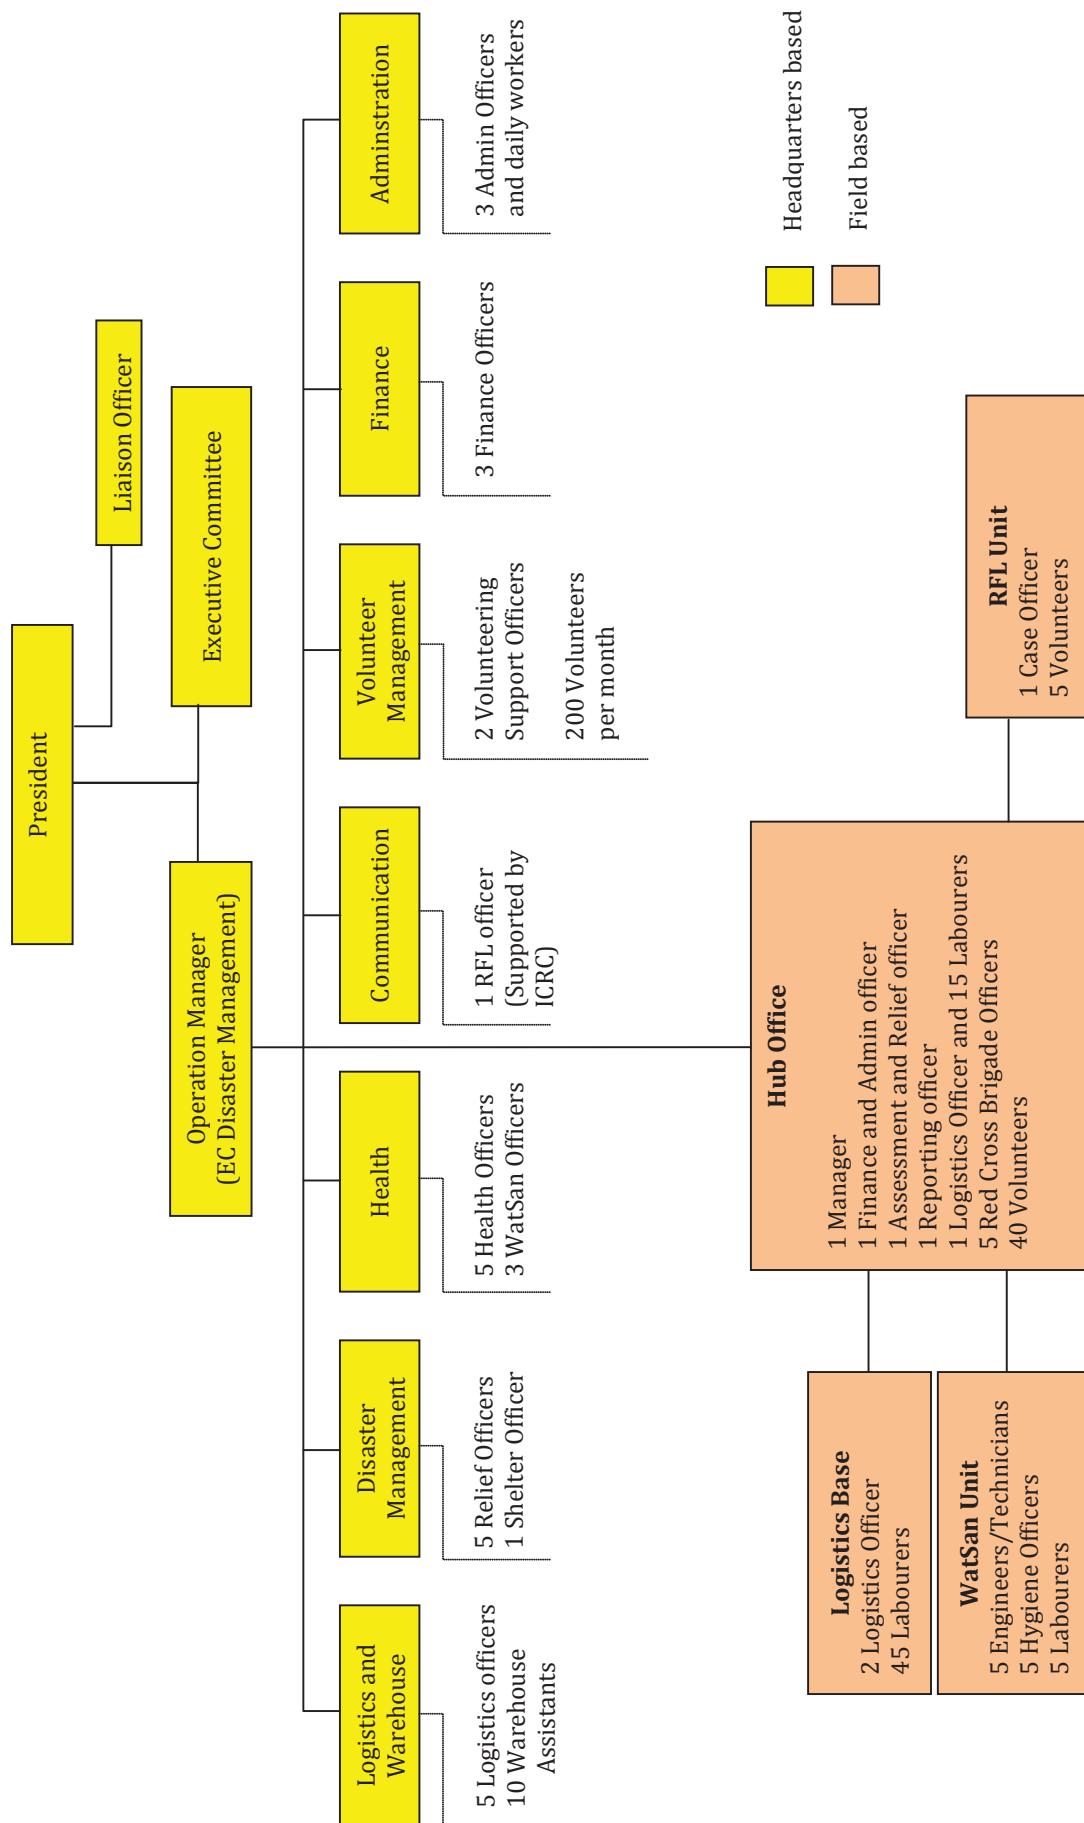 President
Liaison Officer
Operation Manager
(EC Disaster Management)
Executive Committee
Logistics and
Warehouse
5 Logistics officers
10 Warehouse
Assistants
Disaster
Management
5 Relief Officers
1 Shelter Officer
Health
5 Health Officers
3 WatSan Officers
Communication
1 RFL officer
(Supported by
ICRC)
Volunteer
Management
2 Volunteering
Support Officers
200 Volunteers
per month
Finance
3 Finance Officers
Adminstration
3 Admin Officers
and daily workers
Hub Office
1 Manager
1 Finance and Admin officer
1 Assessment and Relief officer
1 Reporting officer
1 Logistics Officer and 15 Labourers
5 Red Cross Brigade Officers
40 Volunteers
Logistics Base
2 Logistics Officer
45 Labourers
WatSan Unit
5 Engineers/Technicians
5 Hygiene Officers
5 Labourers
RFL Unit
1 Case Officer
5 Volunteers
Headquarters based
Field based